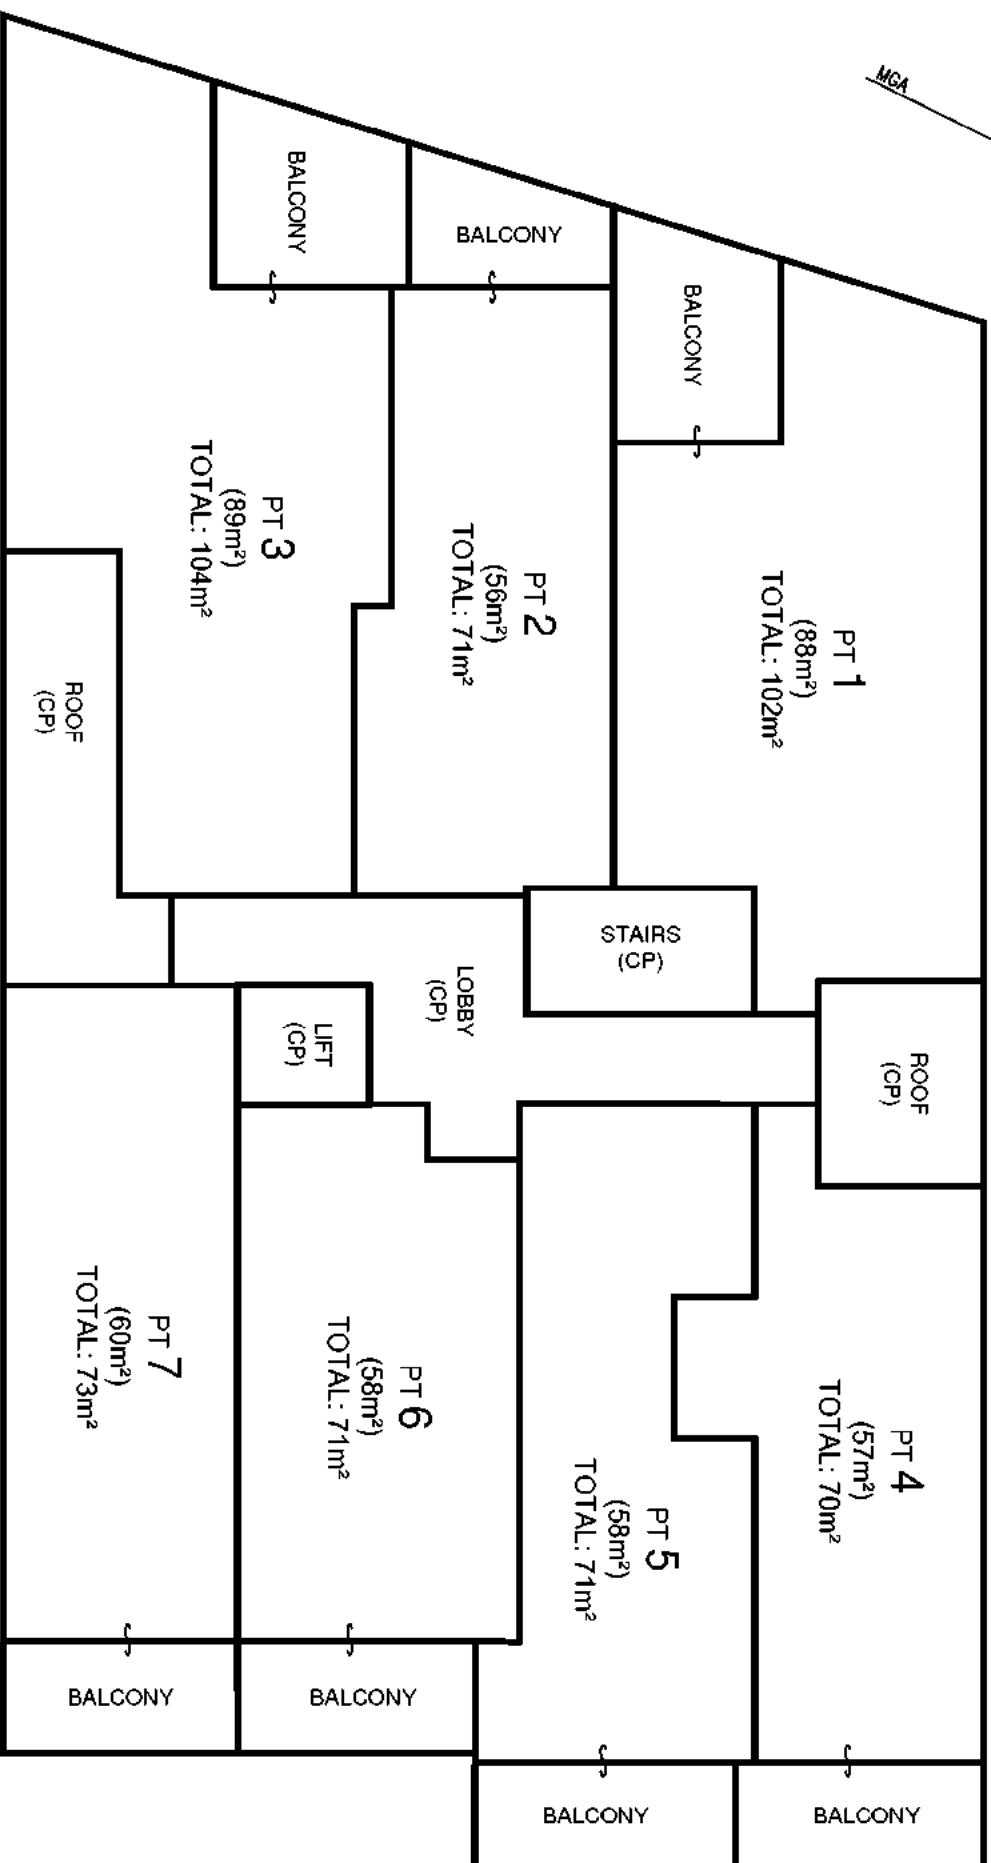 MGA
BALCONY
BALCONY
BALCONY
PT 3
(89m²)
TOTAL: 104m²
PT 2
(56m²)
TOTAL: 71m²
PT 1
(88m²)
TOTAL: 102m²
ROOF
(CP)
STAIRS
(CP)
LOBBY
(CP)
LIFT
(CP)
ROOF
(CP)
PT 7
(60m²)
TOTAL: 73m²
PT 6
(58m²)
TOTAL: 71m²
PT 5
(58m²)
TOTAL: 71m²
PT 4
(57m²)
TOTAL: 70m²
BALCONY
BALCONY
BALCONY
BALCONY